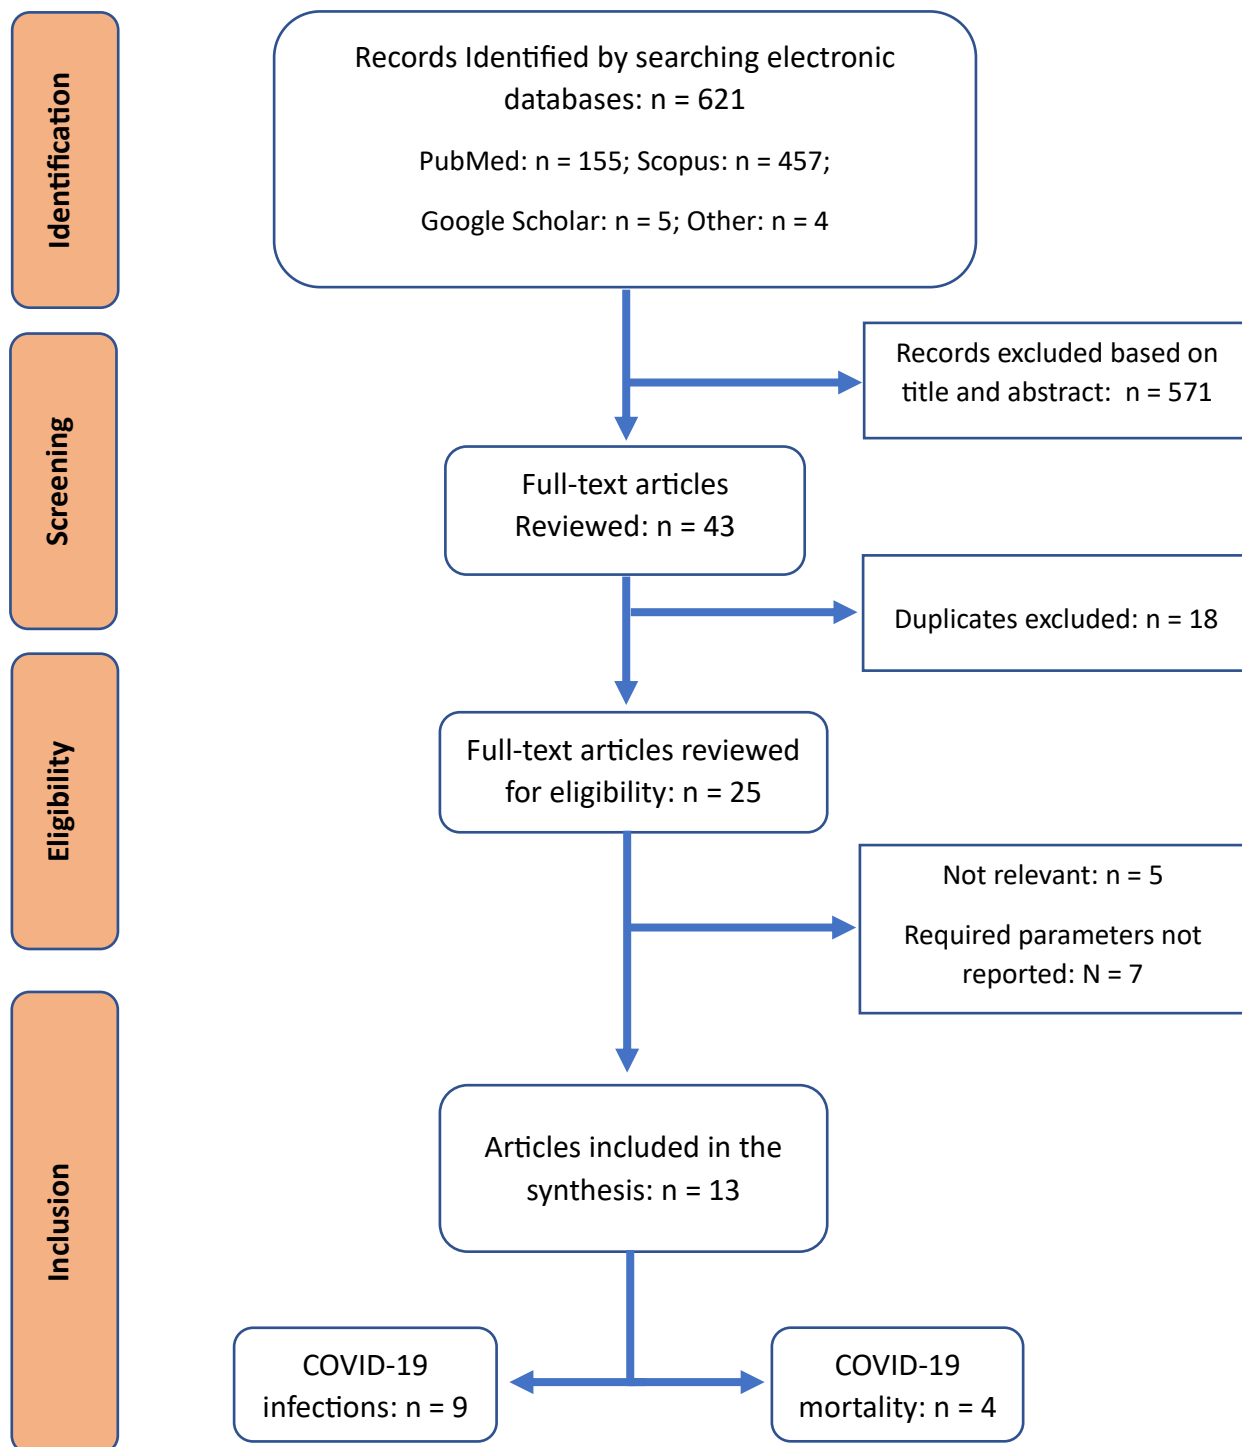 Identification
Records Identified by searching electronic
databases: n = 621
PubMed: n = 155; Scopus: n = 457;
Google Scholar: n = 5; Other: n = 4
Records excluded based on
title and abstract:  n = 571
Screening
Full-text articles
Reviewed: n = 43
Duplicates excluded: n = 18
Eligibility
Full-text articles reviewed
for eligibility: n = 25
Not relevant: n = 5
Required parameters not
reported: N = 7
Inclusion
Articles included in the
synthesis: n = 13
COVID-19
infections: n = 9
COVID-19
mortality: n = 4